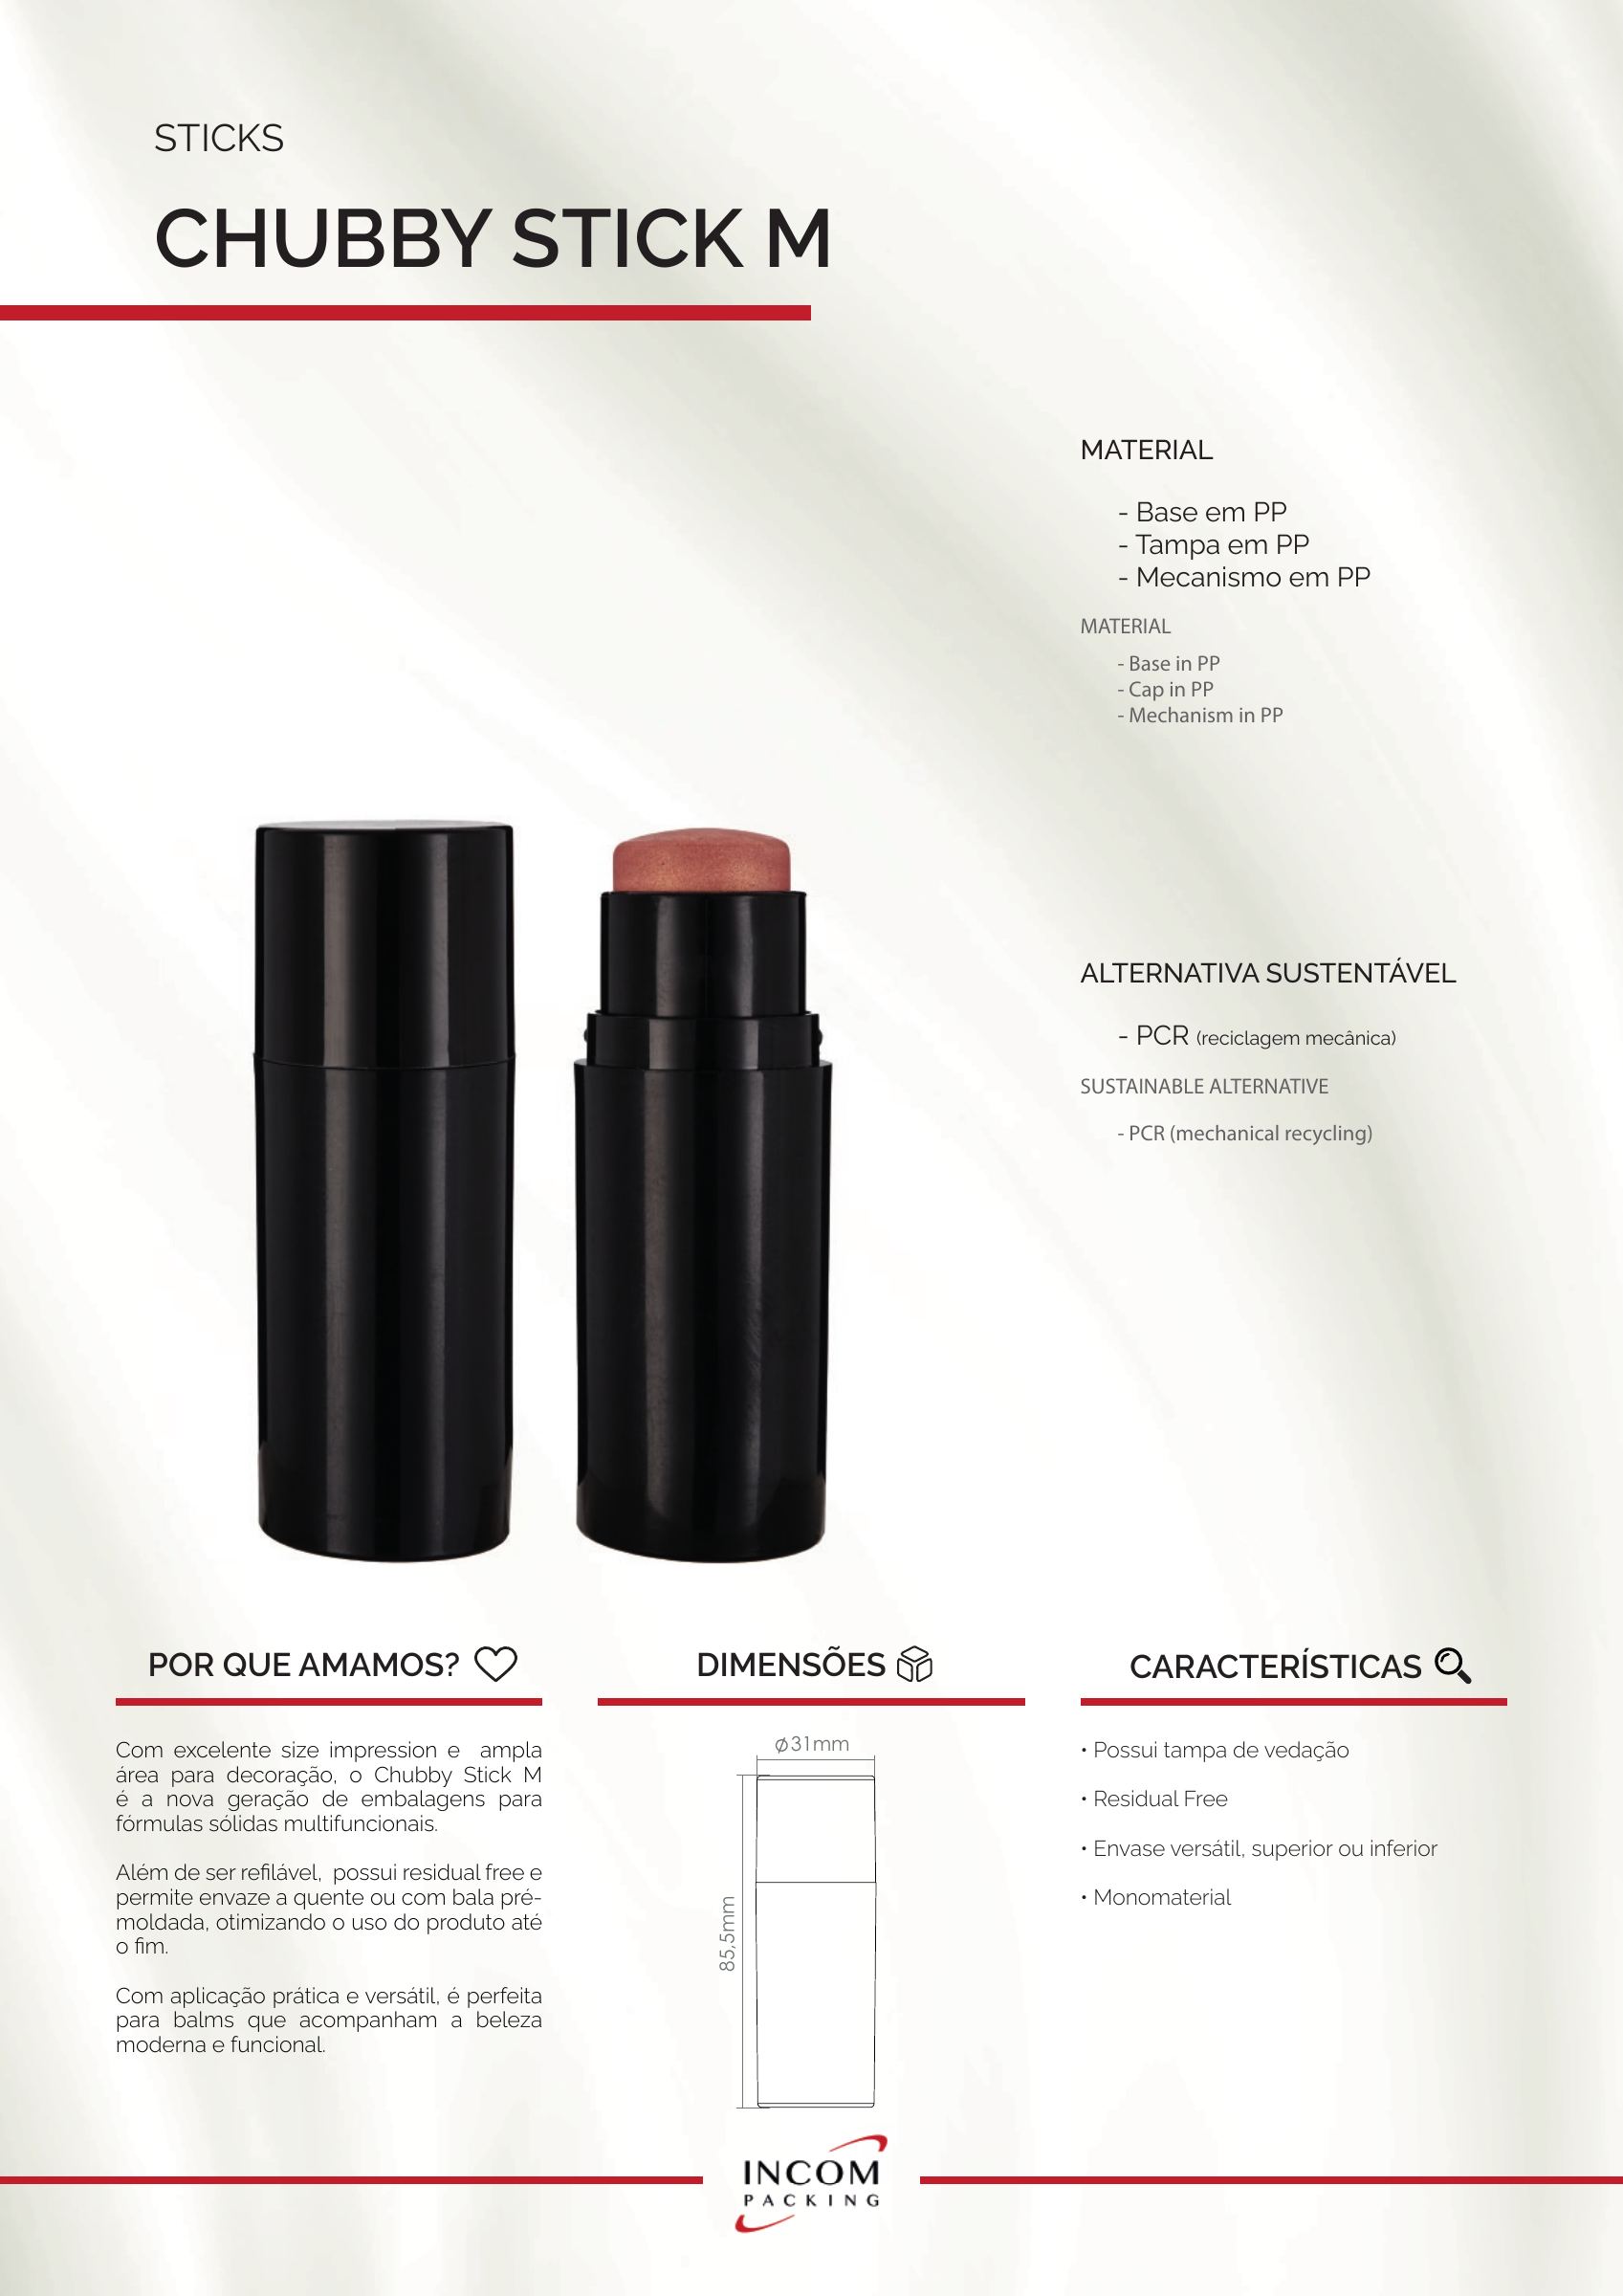 STICKS
CHUBBY STICK M
MATERIAL
- Base em PP
- Tampa em PP
- Mecanismo em PP
MATERIAL
- Base in PP
- Cap in PP
- Mechanism in PP
ALTERNATIVA SUSTENTÁVEL
- PCR (reciclagem mecânica)
SUSTAINABLE ALTERNATIVE
- PCR (mechanical recycling)
POR QUE AMAMOS?
Com excelente size impression e ampla
área para decoração, o Chubby Stick M
é a nova geração de embalagens para
fórmulas sólidas multifuncionais.
Além de ser refilável, possui residual free e
permite envaze a quente ou com bala pré-
moldada, otimizando o uso do produto até
o fim.
Com aplicação prática e versátil, é perfeita
para balms que acompanham a beleza
moderna e funcional.
DIMENSÕES
ϕ31mm
85,5mm
CARACTERÍSTICAS
• Possui tampa de vedação
• Residual Free
• Envase versátil, superior ou inferior
• Monomaterial
INCOM
PACKING